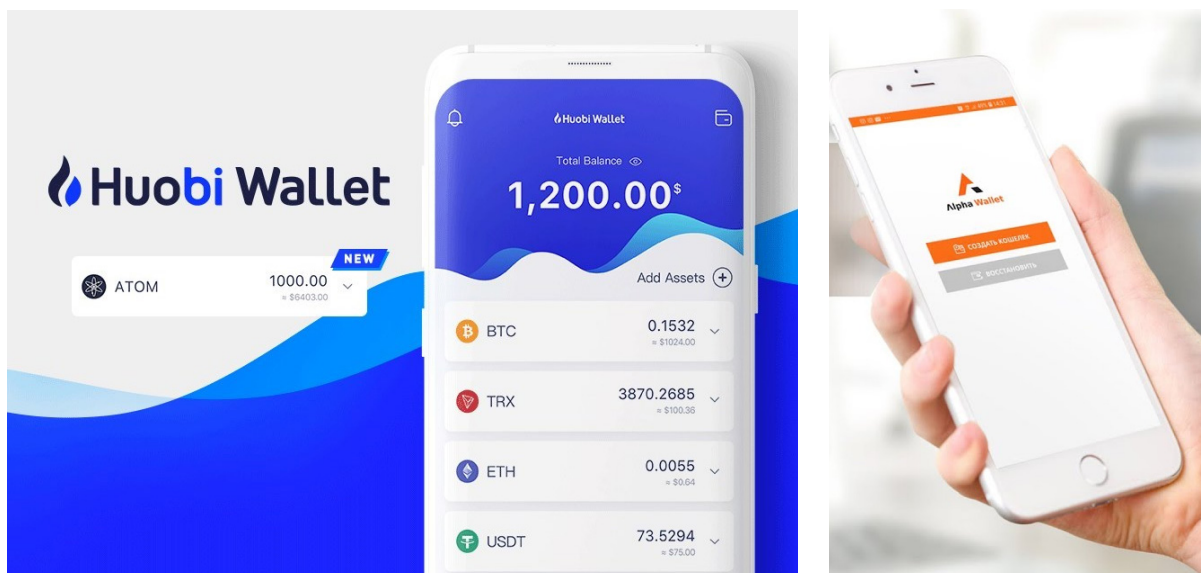 Huobi Wallet
NEW
ATOM
1000.00
≈ $6403.00
Huobi Wallet
Total Balance
1,200.00$
Add Assets
BTC
0.1532
≈ $1024.00
TRX
3870.2685
≈ $100.36
ETH
0.0055
≈ $0.64
USDT
73.5294
≈ $75.00
Alpha Wallet
СОЗДАТЬ КОШЕЛЕК
ВОССТАНОВИТЬ